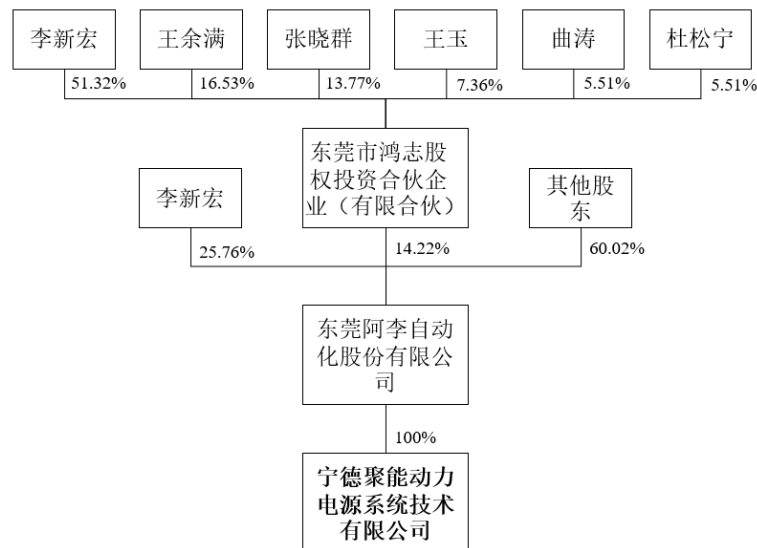 李新宏
王余满
张晓群
王玉
曲涛
杜松宁
51.32%
16.53%
13.77%
7.36%
5.51%
5.51%
东莞市鸿志股
权投资合伙企
业（有限合伙）
李新宏
其他股
东
25.76%
14.22%
60.02%
东莞阿李自动
化股份有限公
司
100%
宁德聚能动力
电源系统技术
有限公司